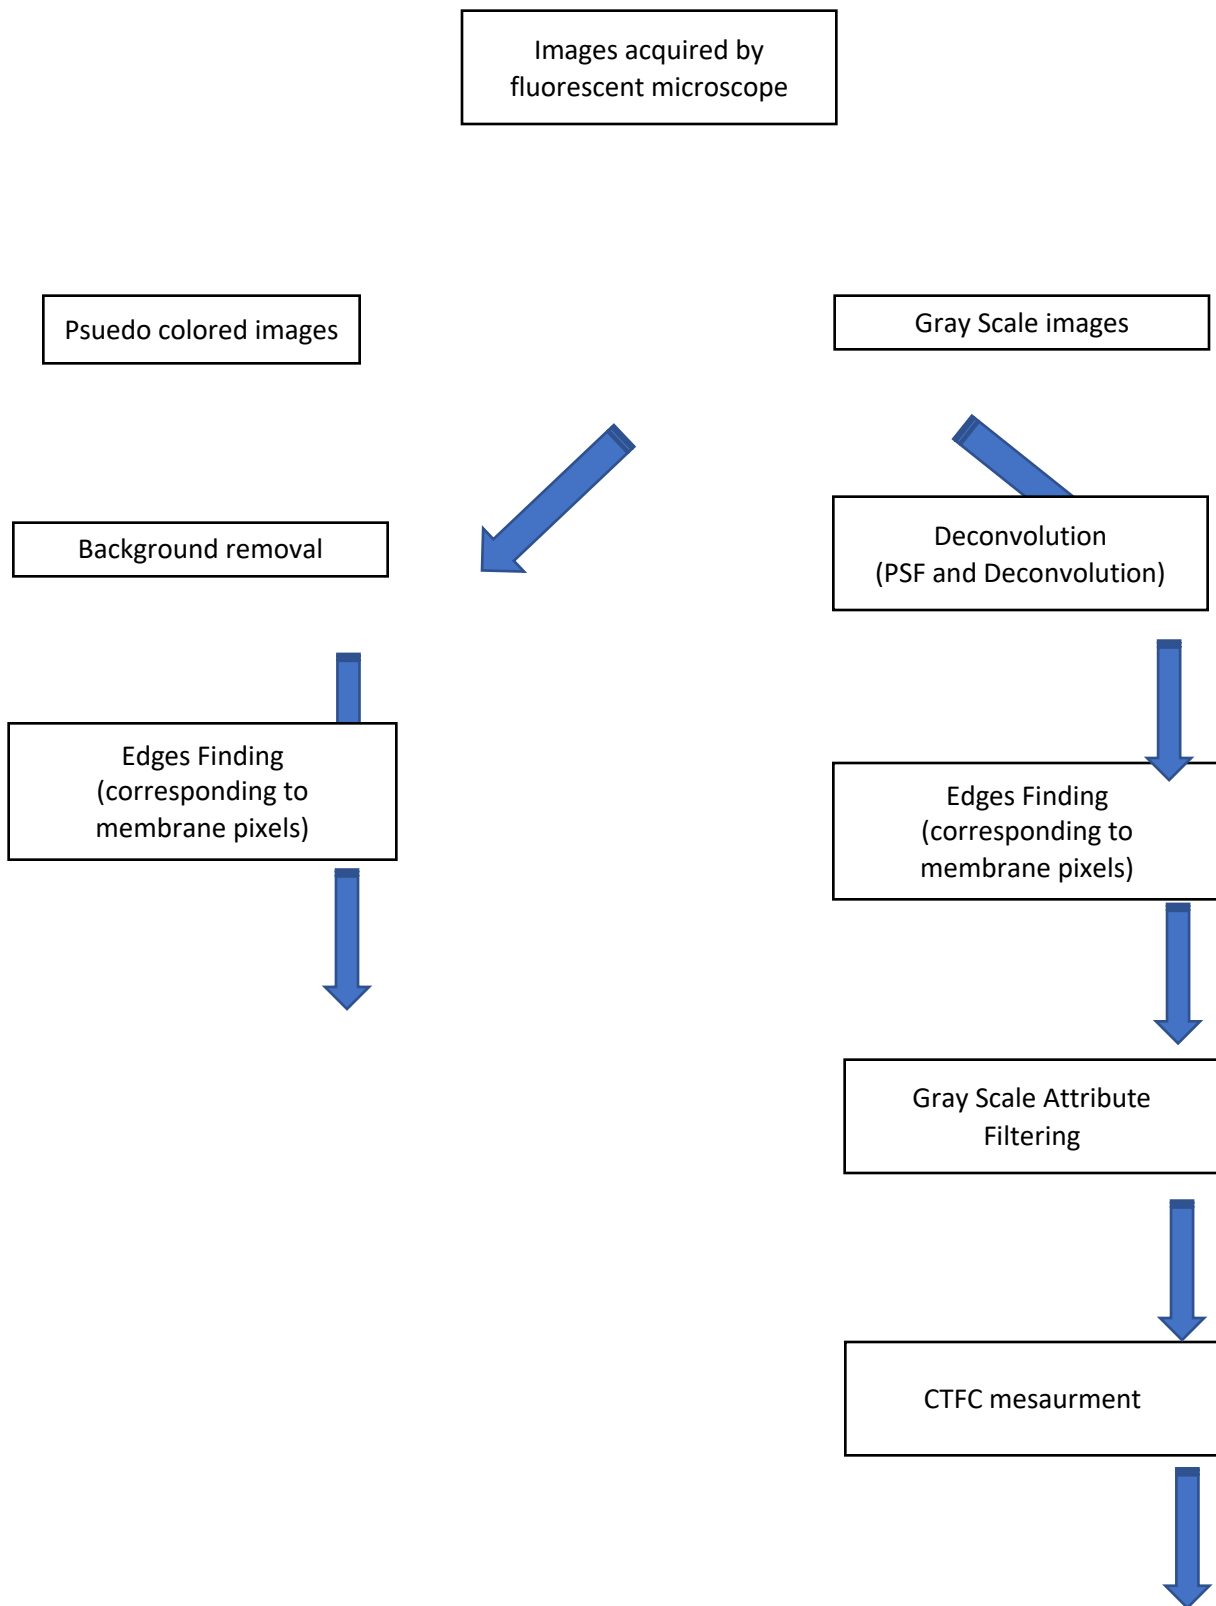 Images acquired by
fluorescent microscope
Psuedo colored images
Gray Scale images
Background removal
Deconvolution
(PSF and Deconvolution)
Edges Finding
(corresponding to
membrane pixels)
Edges Finding
(corresponding to
membrane pixels)
Gray Scale Attribute
Filtering
CTFC mesaurment